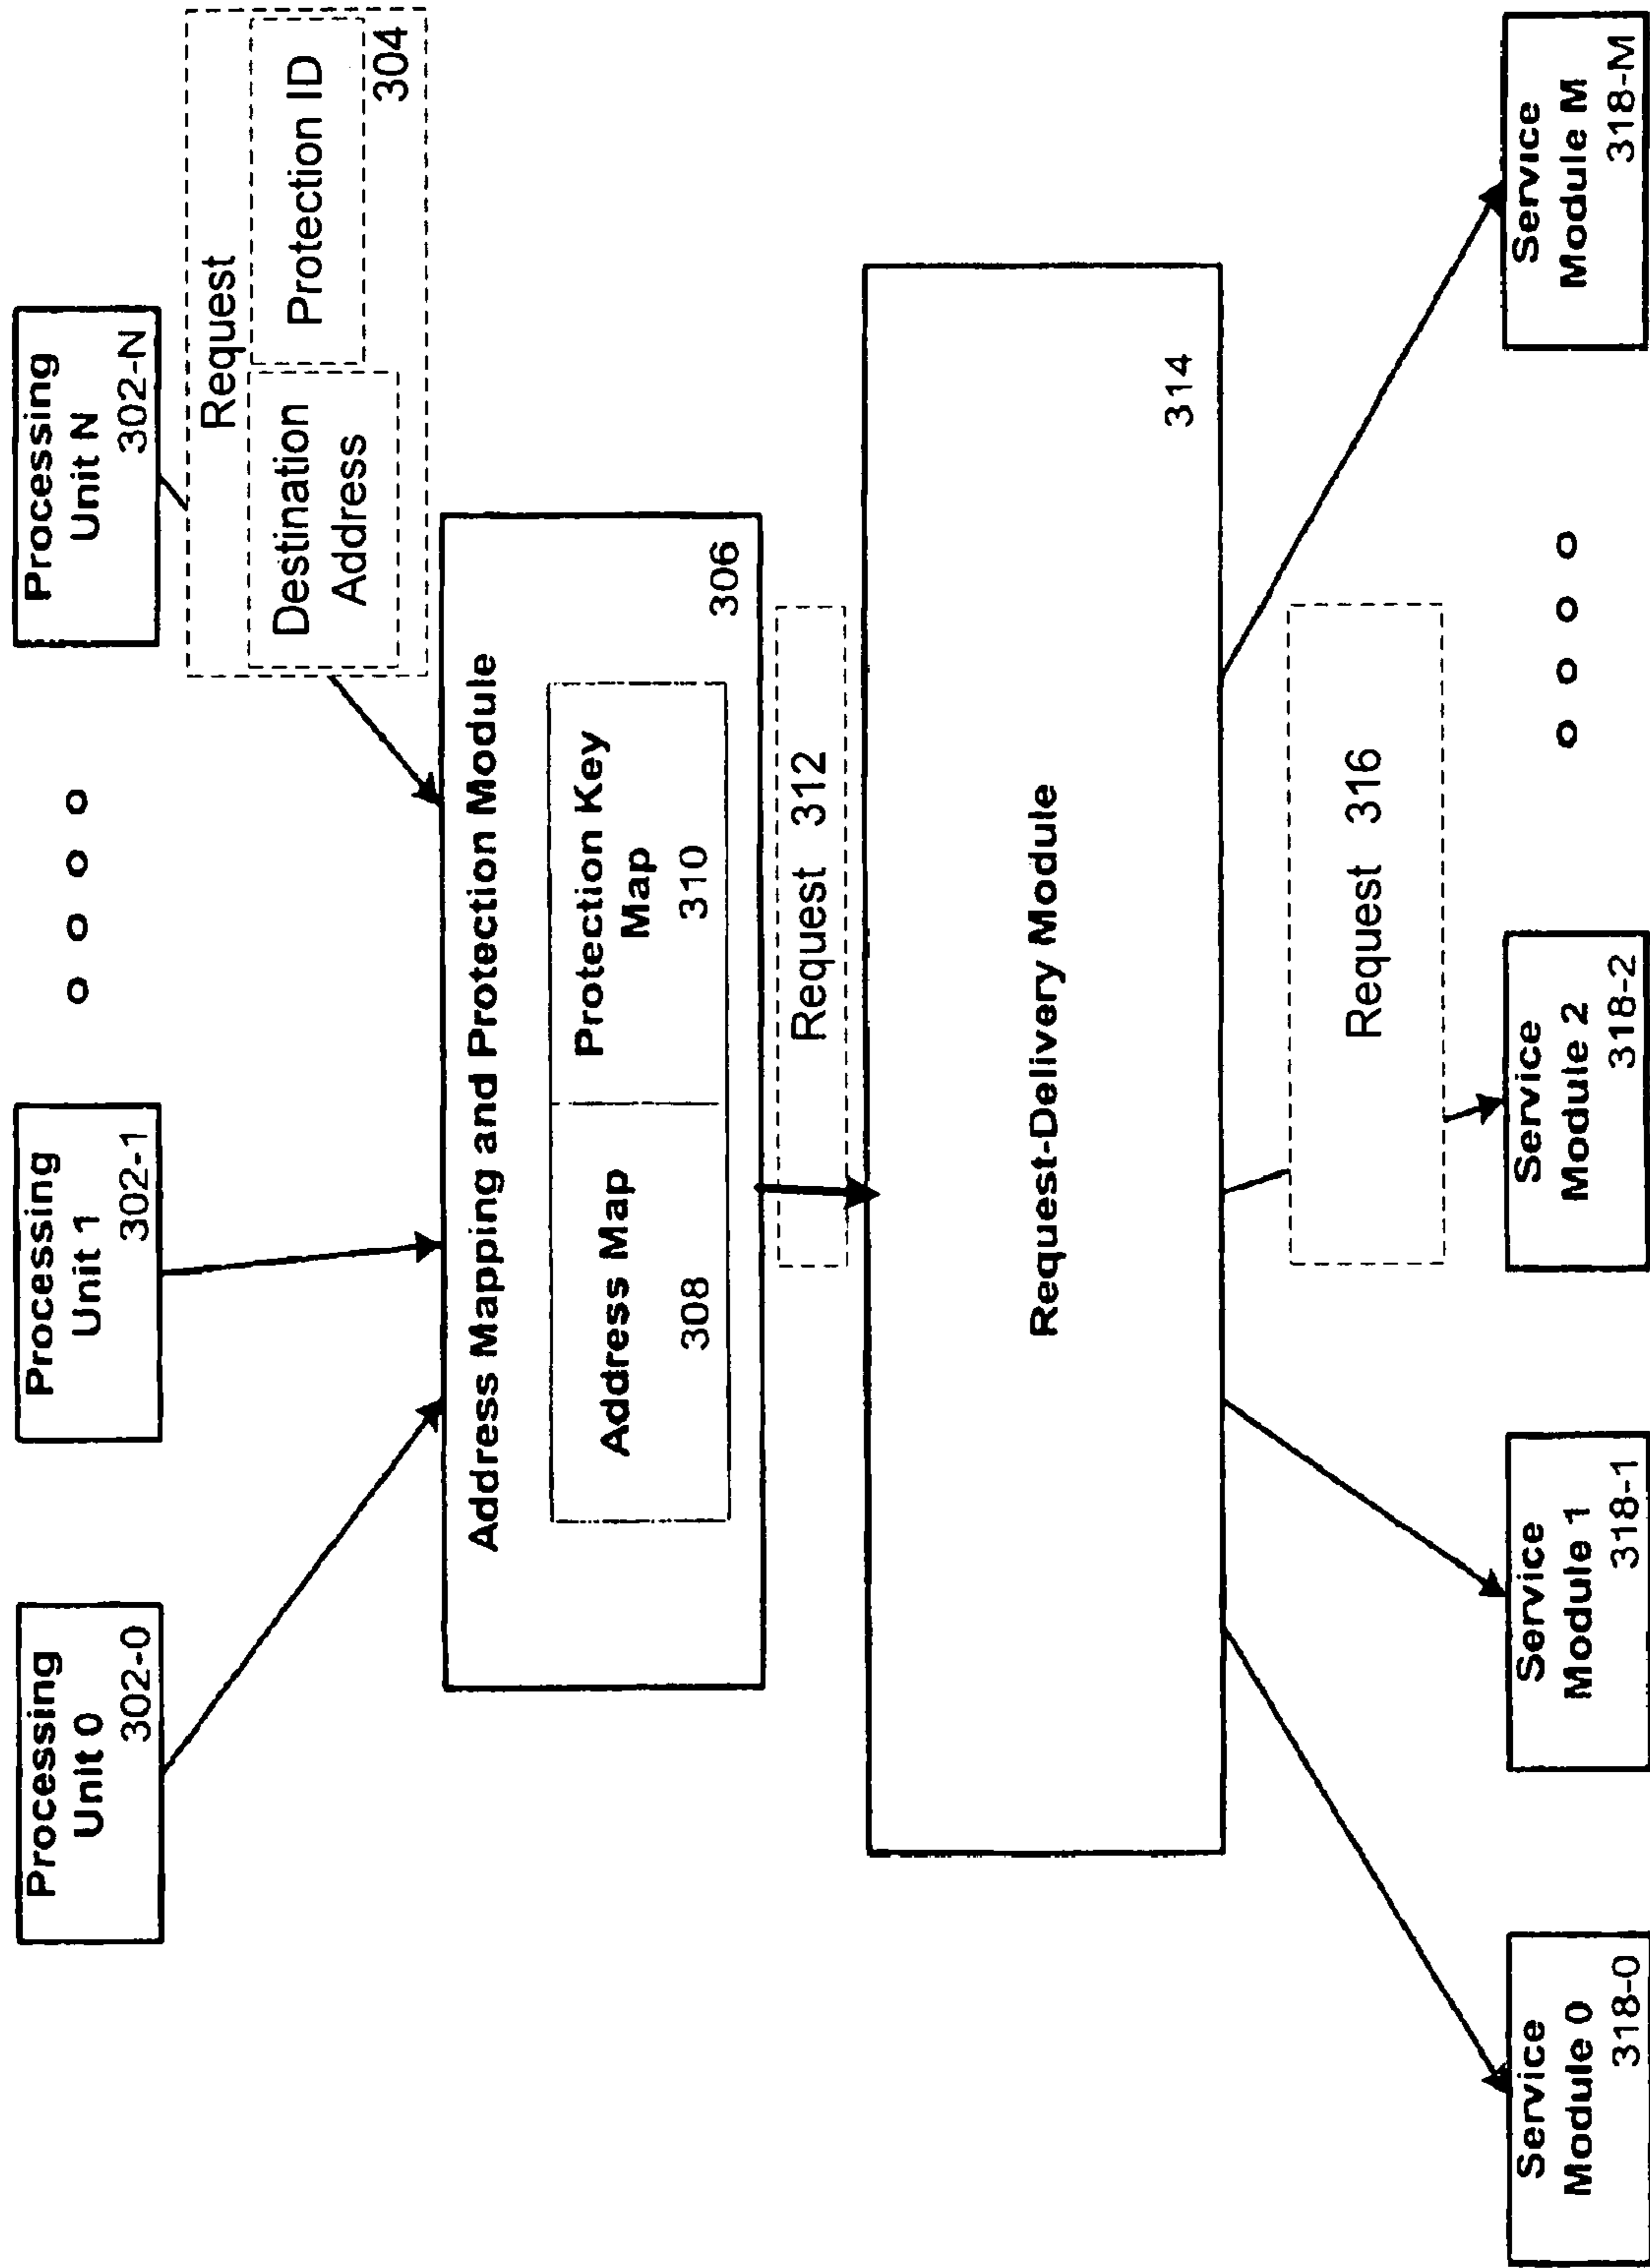 Processing
Unit 0
302-0
Processing
Unit 1
302-1
Processing
Unit N
302-N
Request
Destination
Address
Protection ID
304
Address Mapping and Protection Module
Address Map
308
Protection Key
Map
310
306
Request 312
Request-Delivery Module
314
Request 316
Service
Module 0
318-0
Service
Module 1
318-1
Service
Module 2
318-2
Service
Module M
318-M